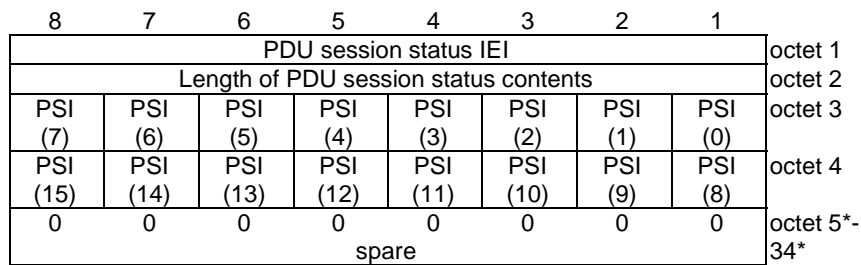 8 7 6 5 4 3 2 1
PDU session status IEI octet 1
Length of PDU session status contents octet 2
PSI PSI PSI PSI PSI PSI PSI PSI octet 3
(7) (6) (5) (4) (3) (2) (1) (0)
PSI PSI PSI PSI PSI PSI PSI PSI octet 4
(15) (14) (13) (12) (11) (10) (9) (8)
0 0 0 0 0 0 0 0 octet 5*-
spare 34*